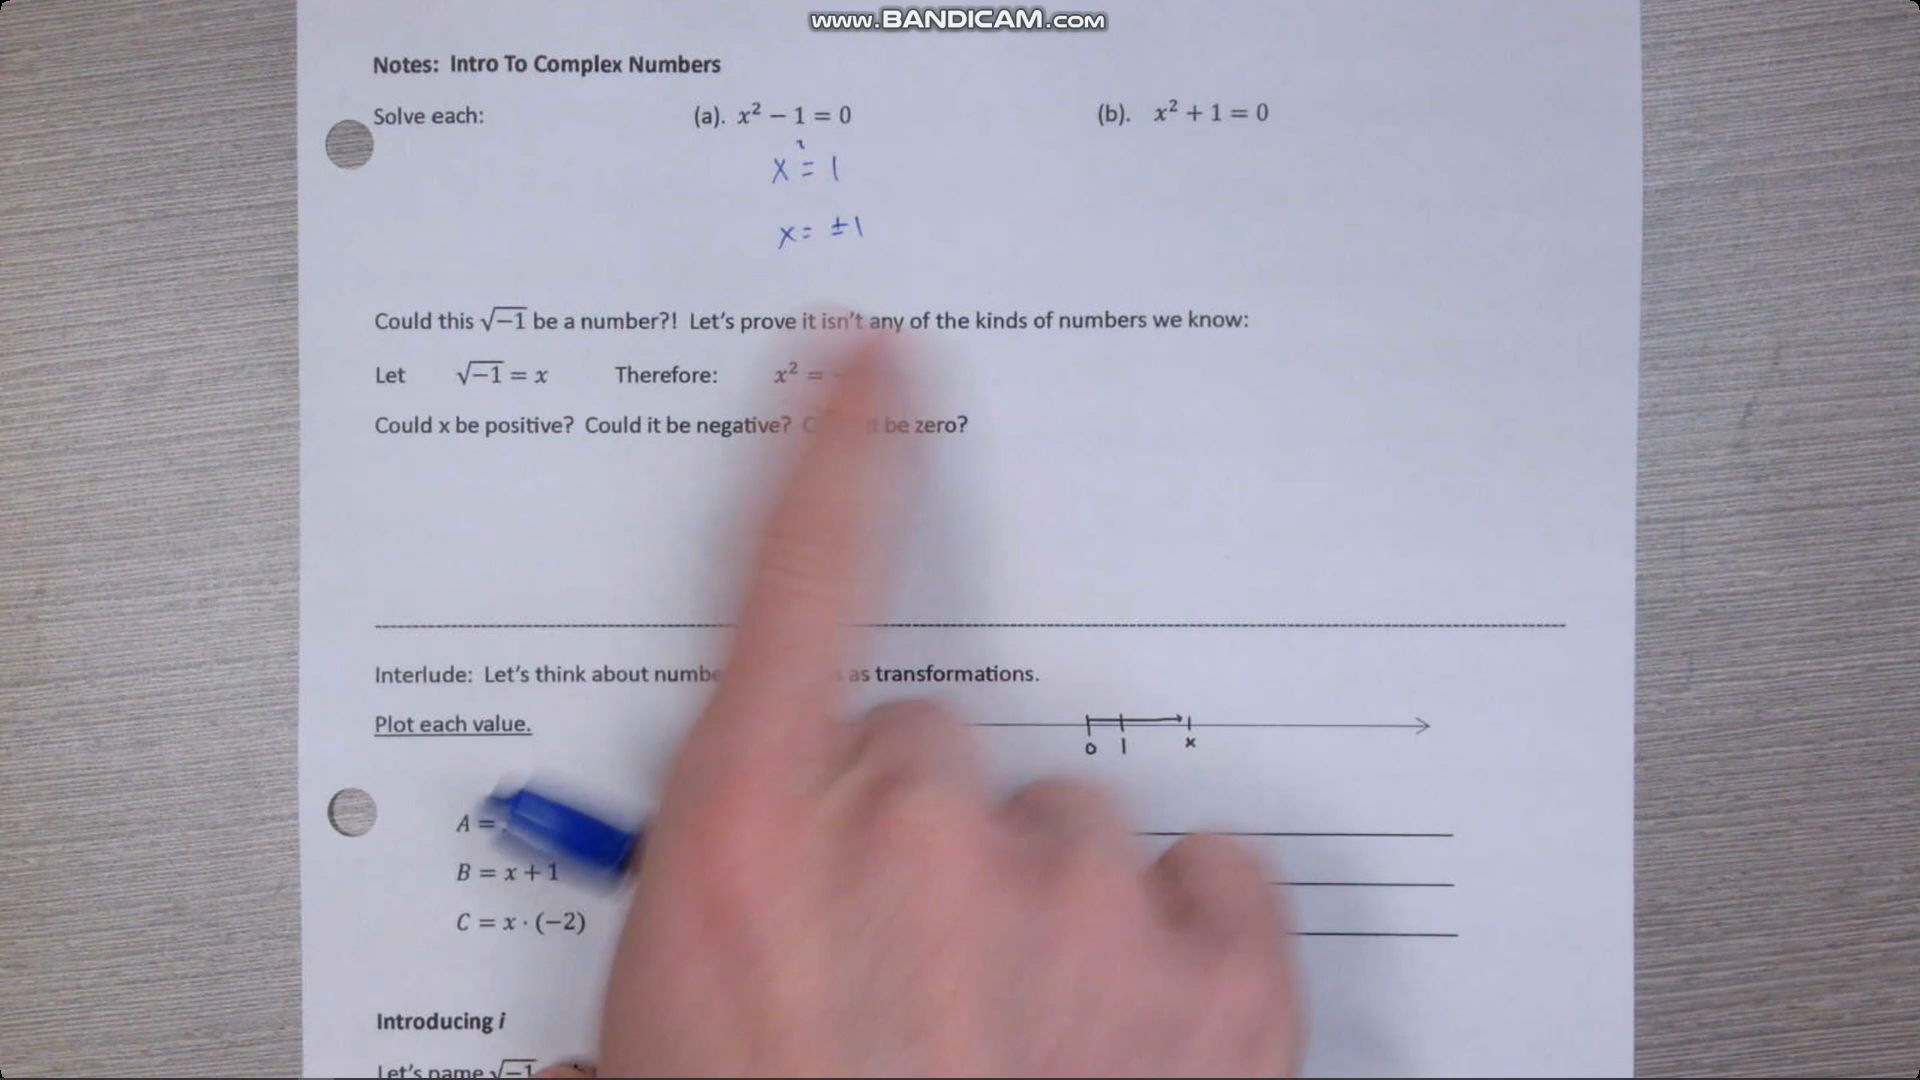 www.BANDICAM.com
Notes: Intro To Complex Numbers
Solve each: (a). x² − 1 = 0 (b). x² + 1 = 0
x² = 1
x = ±1
Could this √−1 be a number?! Let's prove it isn't any of the kinds of numbers we know:
Let √−1 = x Therefore: x² =
Could x be positive? Could it be negative? be zero?
Interlude: Let's think about as transformations.
Plot each value.
0 1 x
A =
B = x + 1
C = x · (−2)
Introducing i
Let's name √−1